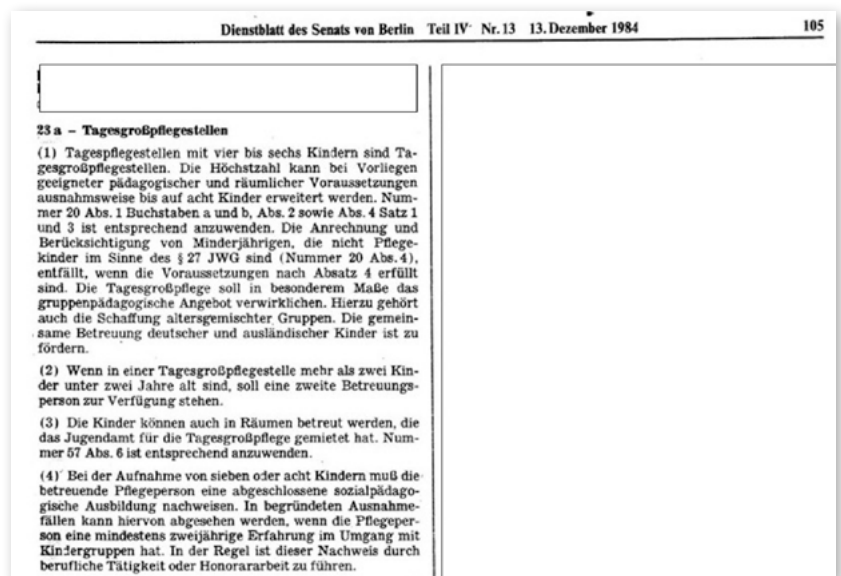 Dienstblatt des Senats von Berlin Teil IV Nr. 13 13. Dezember 1984 105
23 a – Tagesgroßpflegestellen
(1) Tagespflegestellen mit vier bis sechs Kindern sind Ta-
gesgroßpflegestellen. Die Höchstzahl kann bei Vorliegen
geeigneter pädagogischer und räumlicher Voraussetzungen
ausnahmsweise bis auf acht Kinder erweitert werden. Num-
mer 20 Abs. 1 Buchstaben a und b, Abs. 2 sowie Abs. 4 Satz 1
und 3 ist entsprechend anzuwenden. Die Anrechnung und
Berücksichtigung von Minderjährigen, die nicht Pflege-
kinder im Sinne des § 27 JWG sind (Nummer 20 Abs. 4),
entfällt, wenn die Voraussetzungen nach Absatz 4 erfüllt
sind. Die Tagesgroßpflege soll in besonderem Maße das
gruppenpädagogische Angebot verwirklichen. Hierzu gehört
auch die Schaffung altersgemischter Gruppen. Die gemein-
same Betreuung deutscher und ausländischer Kinder ist zu
fördern.
(2) Wenn in einer Tagesgroßpflegestelle mehr als zwei Kin-
der unter zwei Jahre alt sind, soll eine zweite Betreuungs-
person zur Verfügung stehen.
(3) Die Kinder können auch in Räumen betreut werden, die
das Jugendamt für die Tagesgroßpflege gemietet hat. Num-
mer 57 Abs. 6 ist entsprechend anzuwenden.
(4) Bei der Aufnahme von sieben oder acht Kindern muß die
betreuende Pflegeperson eine abgeschlossene sozialpädago-
gische Ausbildung nachweisen. In begründeten Ausnahme-
fällen kann hiervon abgesehen werden, wenn die Pflegeper-
son eine mindestens zweijährige Erfahrung im Umgang mit
Kindergruppen hat. In der Regel ist dieser Nachweis durch
berufliche Tätigkeit oder Honorararbeit zu führen.